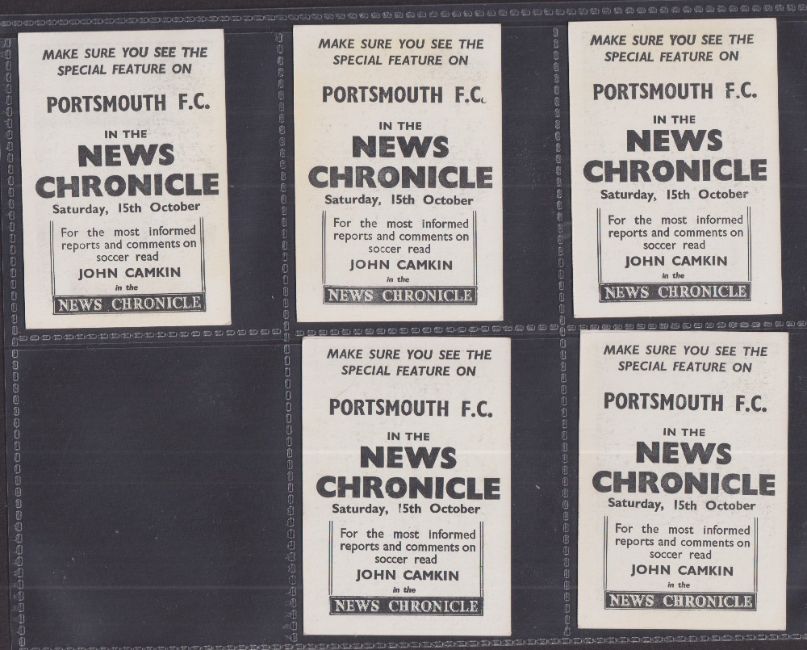 MAKE SURE YOU SEE THE
SPECIAL FEATURE ON
PORTSMOUTH F.C.
IN THE
NEWS
CHRONICLE
Saturday, 15th October
For the most informed
reports and comments on
soccer read
JOHN CAMKIN
in the
NEWS CHRONICLE
MAKE SURE YOU SEE THE
SPECIAL FEATURE ON
PORTSMOUTH F.C.
IN THE
NEWS
CHRONICLE
Saturday, 15th October
For the most informed
reports and comments on
soccer read
JOHN CAMKIN
in the
NEWS CHRONICLE
MAKE SURE YOU SEE THE
SPECIAL FEATURE ON
PORTSMOUTH F.C.
IN THE
NEWS
CHRONICLE
Saturday, 15th October
For the most informed
reports and comments on
soccer read
JOHN CAMKIN
in the
NEWS CHRONICLE
MAKE SURE YOU SEE THE
SPECIAL FEATURE ON
PORTSMOUTH F.C.
IN THE
NEWS
CHRONICLE
Saturday, 15th October
For the most informed
reports and comments on
soccer read
JOHN CAMKIN
in the
NEWS CHRONICLE
MAKE SURE YOU SEE THE
SPECIAL FEATURE ON
PORTSMOUTH F.C.
IN THE
NEWS
CHRONICLE
Saturday, 15th October
For the most informed
reports and comments on
soccer read
JOHN CAMKIN
in the
NEWS CHRONICLE